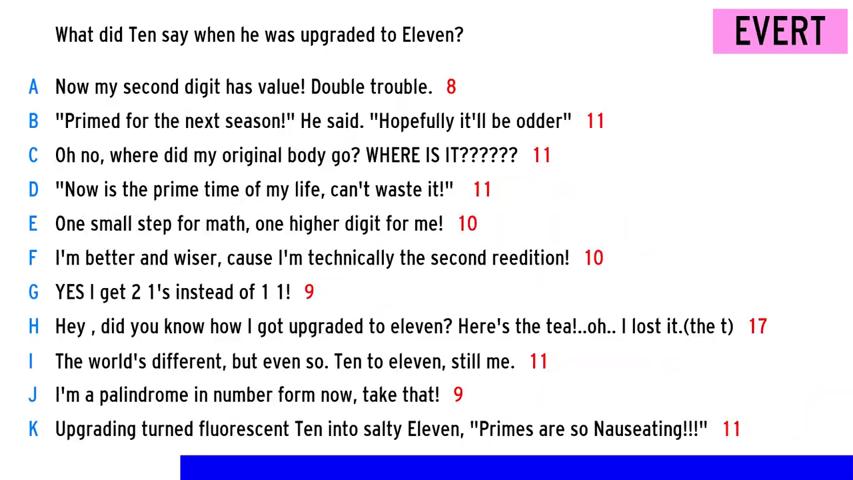 What did Ten say when he was upgraded to Eleven?
EVERT
A Now my second digit has value! Double trouble. 8
B "Primed for the next season!" He said. "Hopefully it'll be odder" 11
C Oh no, where did my original body go? WHERE IS IT?????? 11
D "Now is the prime time of my life, can't waste it!" 11
E One small step for math, one higher digit for me! 10
F I'm better and wiser, cause I'm technically the second reedition! 10
G YES I get 2 1's instead of 1 1! 9
H Hey , did you know how I got upgraded to eleven? Here's the tea!..oh.. I lost it.(the t) 17
I The world's different, but even so. Ten to eleven, still me. 11
J I'm a palindrome in number form now, take that! 9
K Upgrading turned fluorescent Ten into salty Eleven, "Primes are so Nauseating!!!" 11